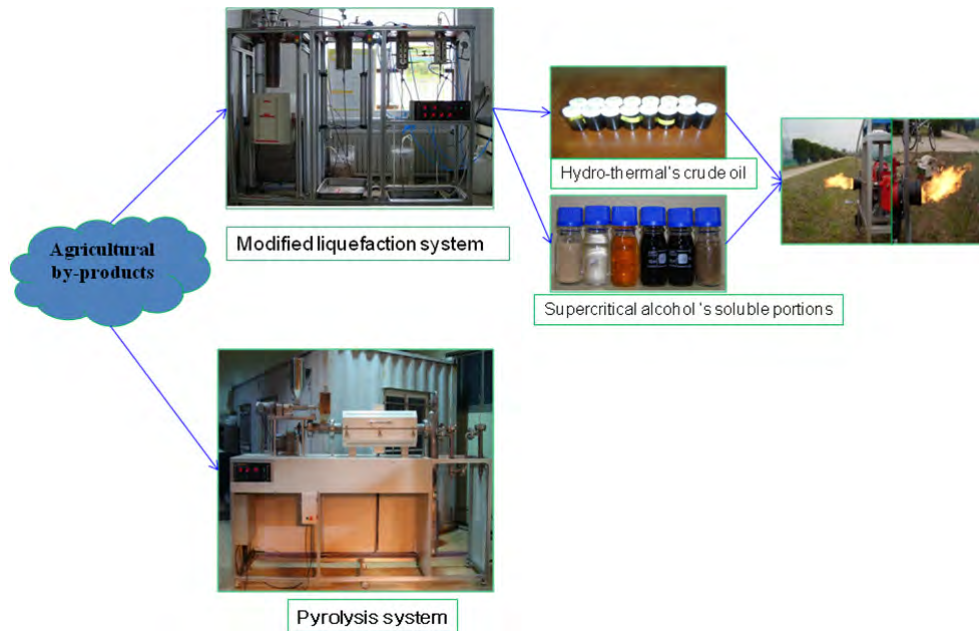 Agricultural
by-products
Modified liquefaction system
Hydro-thermal's crude oil
Supercritical alcohol's soluble portions
Pyrolysis system